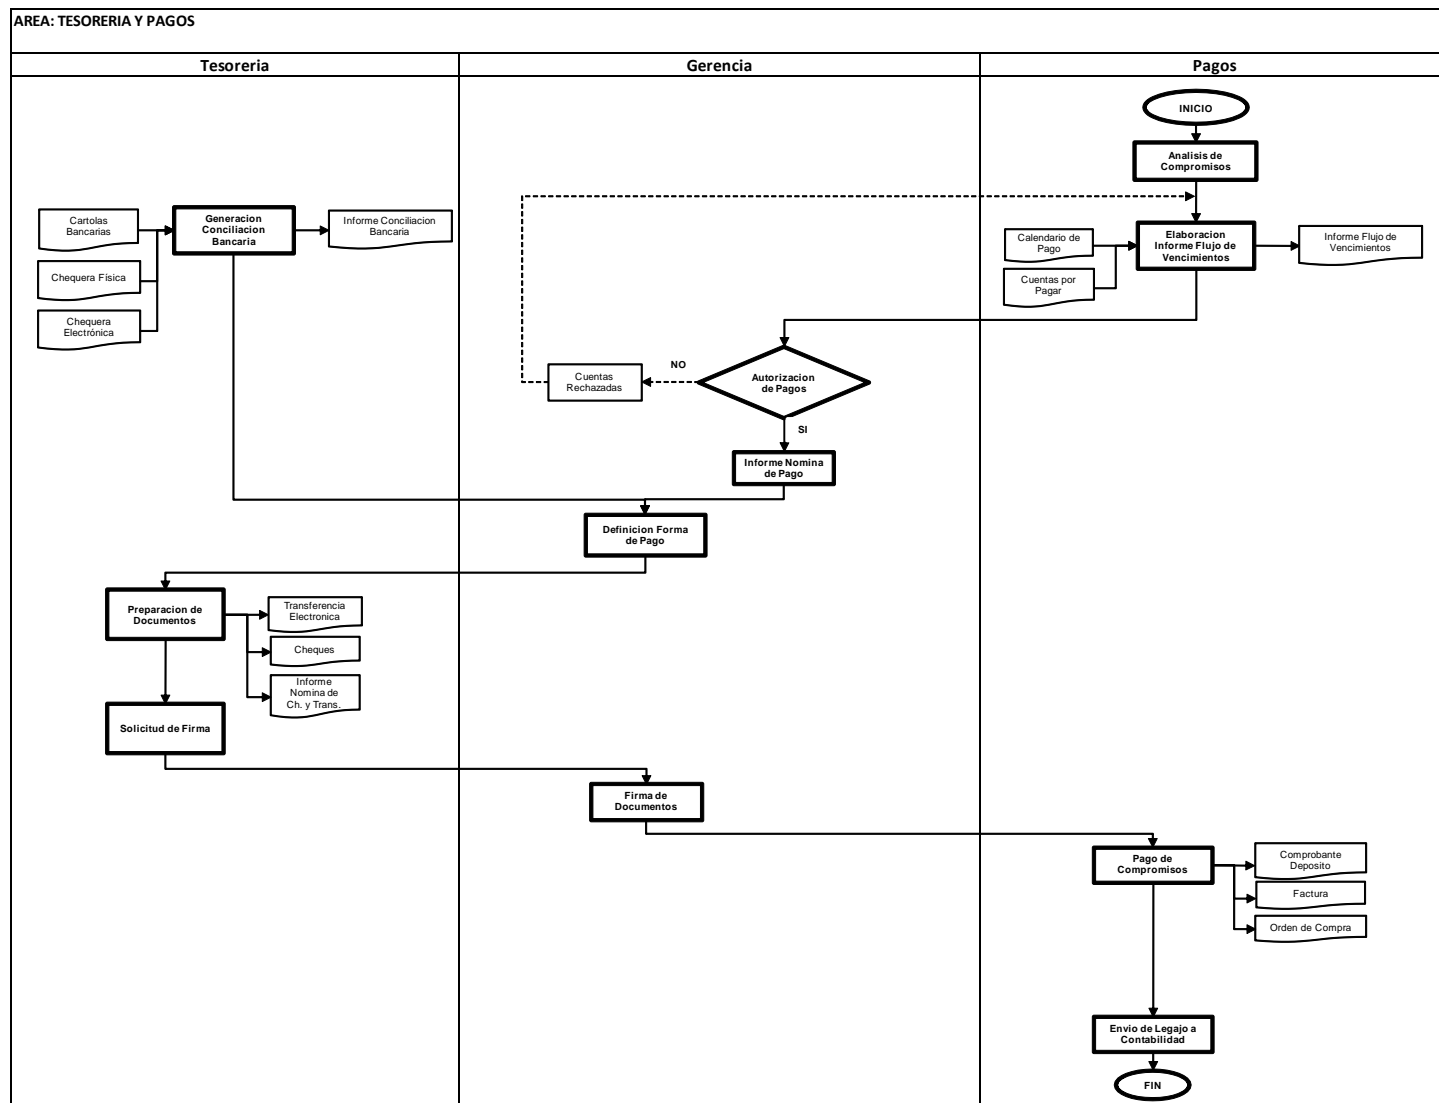 AREA: TESORERIA Y PAGOS
Tesoreria
Gerencia
Pagos
INICIO
Analisis de
Compromisos
Cartolas
Bancarias
Generacion
Conciliacion
Bancaria
Informe Conciliacion
Bancaria
Chequera Física
Chequera
Electrónica
Calendario de
Pago
Cuentas por
Pagar
Elaboracion
Informe Flujo de
Vencimientos
Informe Flujo de
Vencimientos
Autorizacion
de Pagos
NO
Cuentas
Rechazadas
SI
Informe Nomina
de Pago
Definicion Forma
de Pago
Preparacion de
Documentos
Transferencia
Electronica
Cheques
Informe
Nomina de
Ch. y Trans.
Solicitud de Firma
Firma de
Documentos
Pago de
Compromisos
Comprobante
Deposito
Factura
Orden de Compra
Envio de Legajo a
Contabilidad
FIN